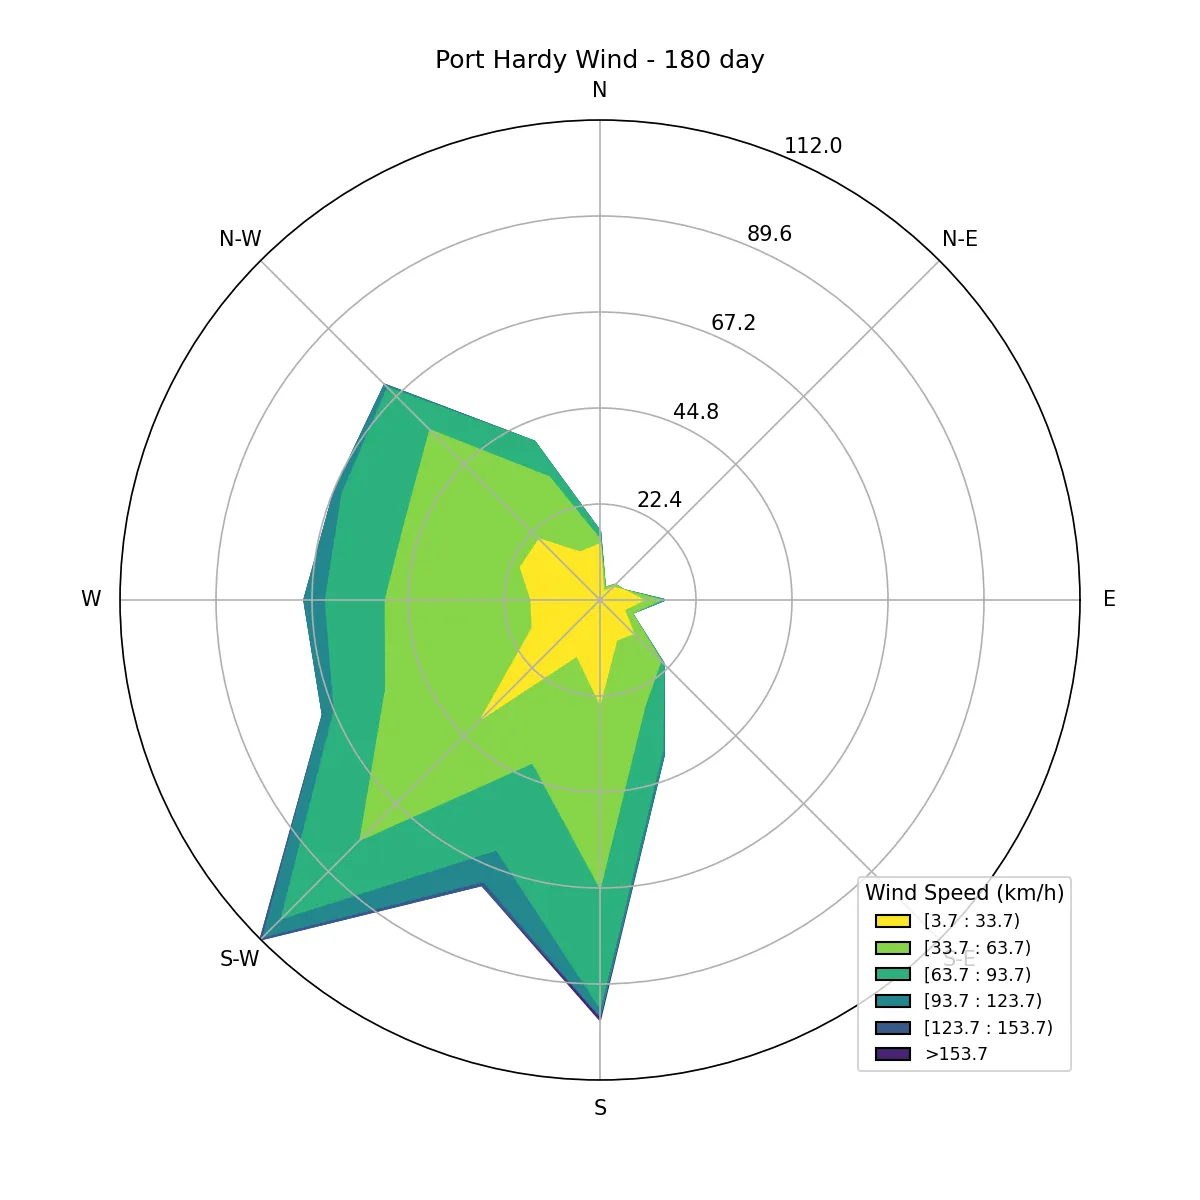 Port Hardy Wind - 180 day
N
112.0
N-W
89.6
N-E
67.2
44.8
22.4
W
E
S-W
S-E
S
Wind Speed (km/h)
[3.7 : 33.7)
[33.7 : 63.7)
[63.7 : 93.7)
[93.7 : 123.7)
[123.7 : 153.7)
>153.7